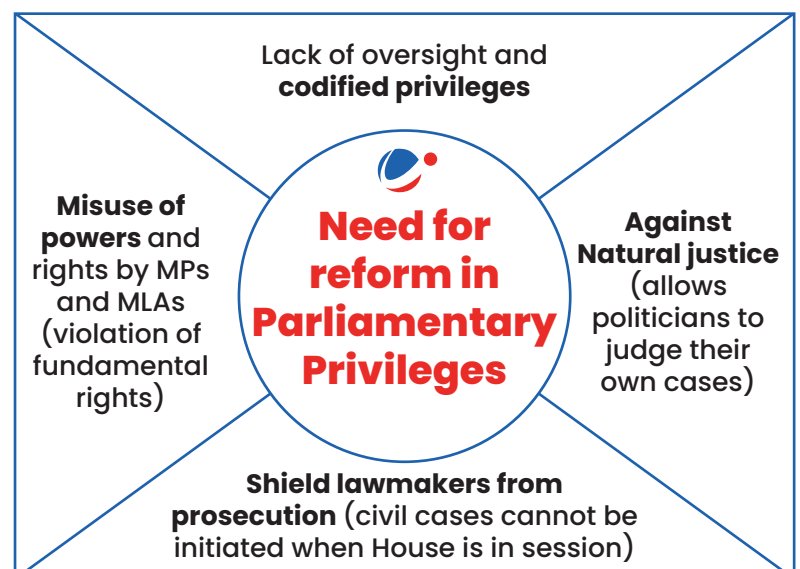 Lack of oversight and
codified privileges
Need for
reform in
Parliamentary
Privileges
Misuse of
powers and
rights by MPs
and MLAs
(violation of
fundamental
rights)
Against
Natural justice
(allows
politicians to
judge their
own cases)
Shield lawmakers from
prosecution (civil cases cannot be
initiated when House is in session)